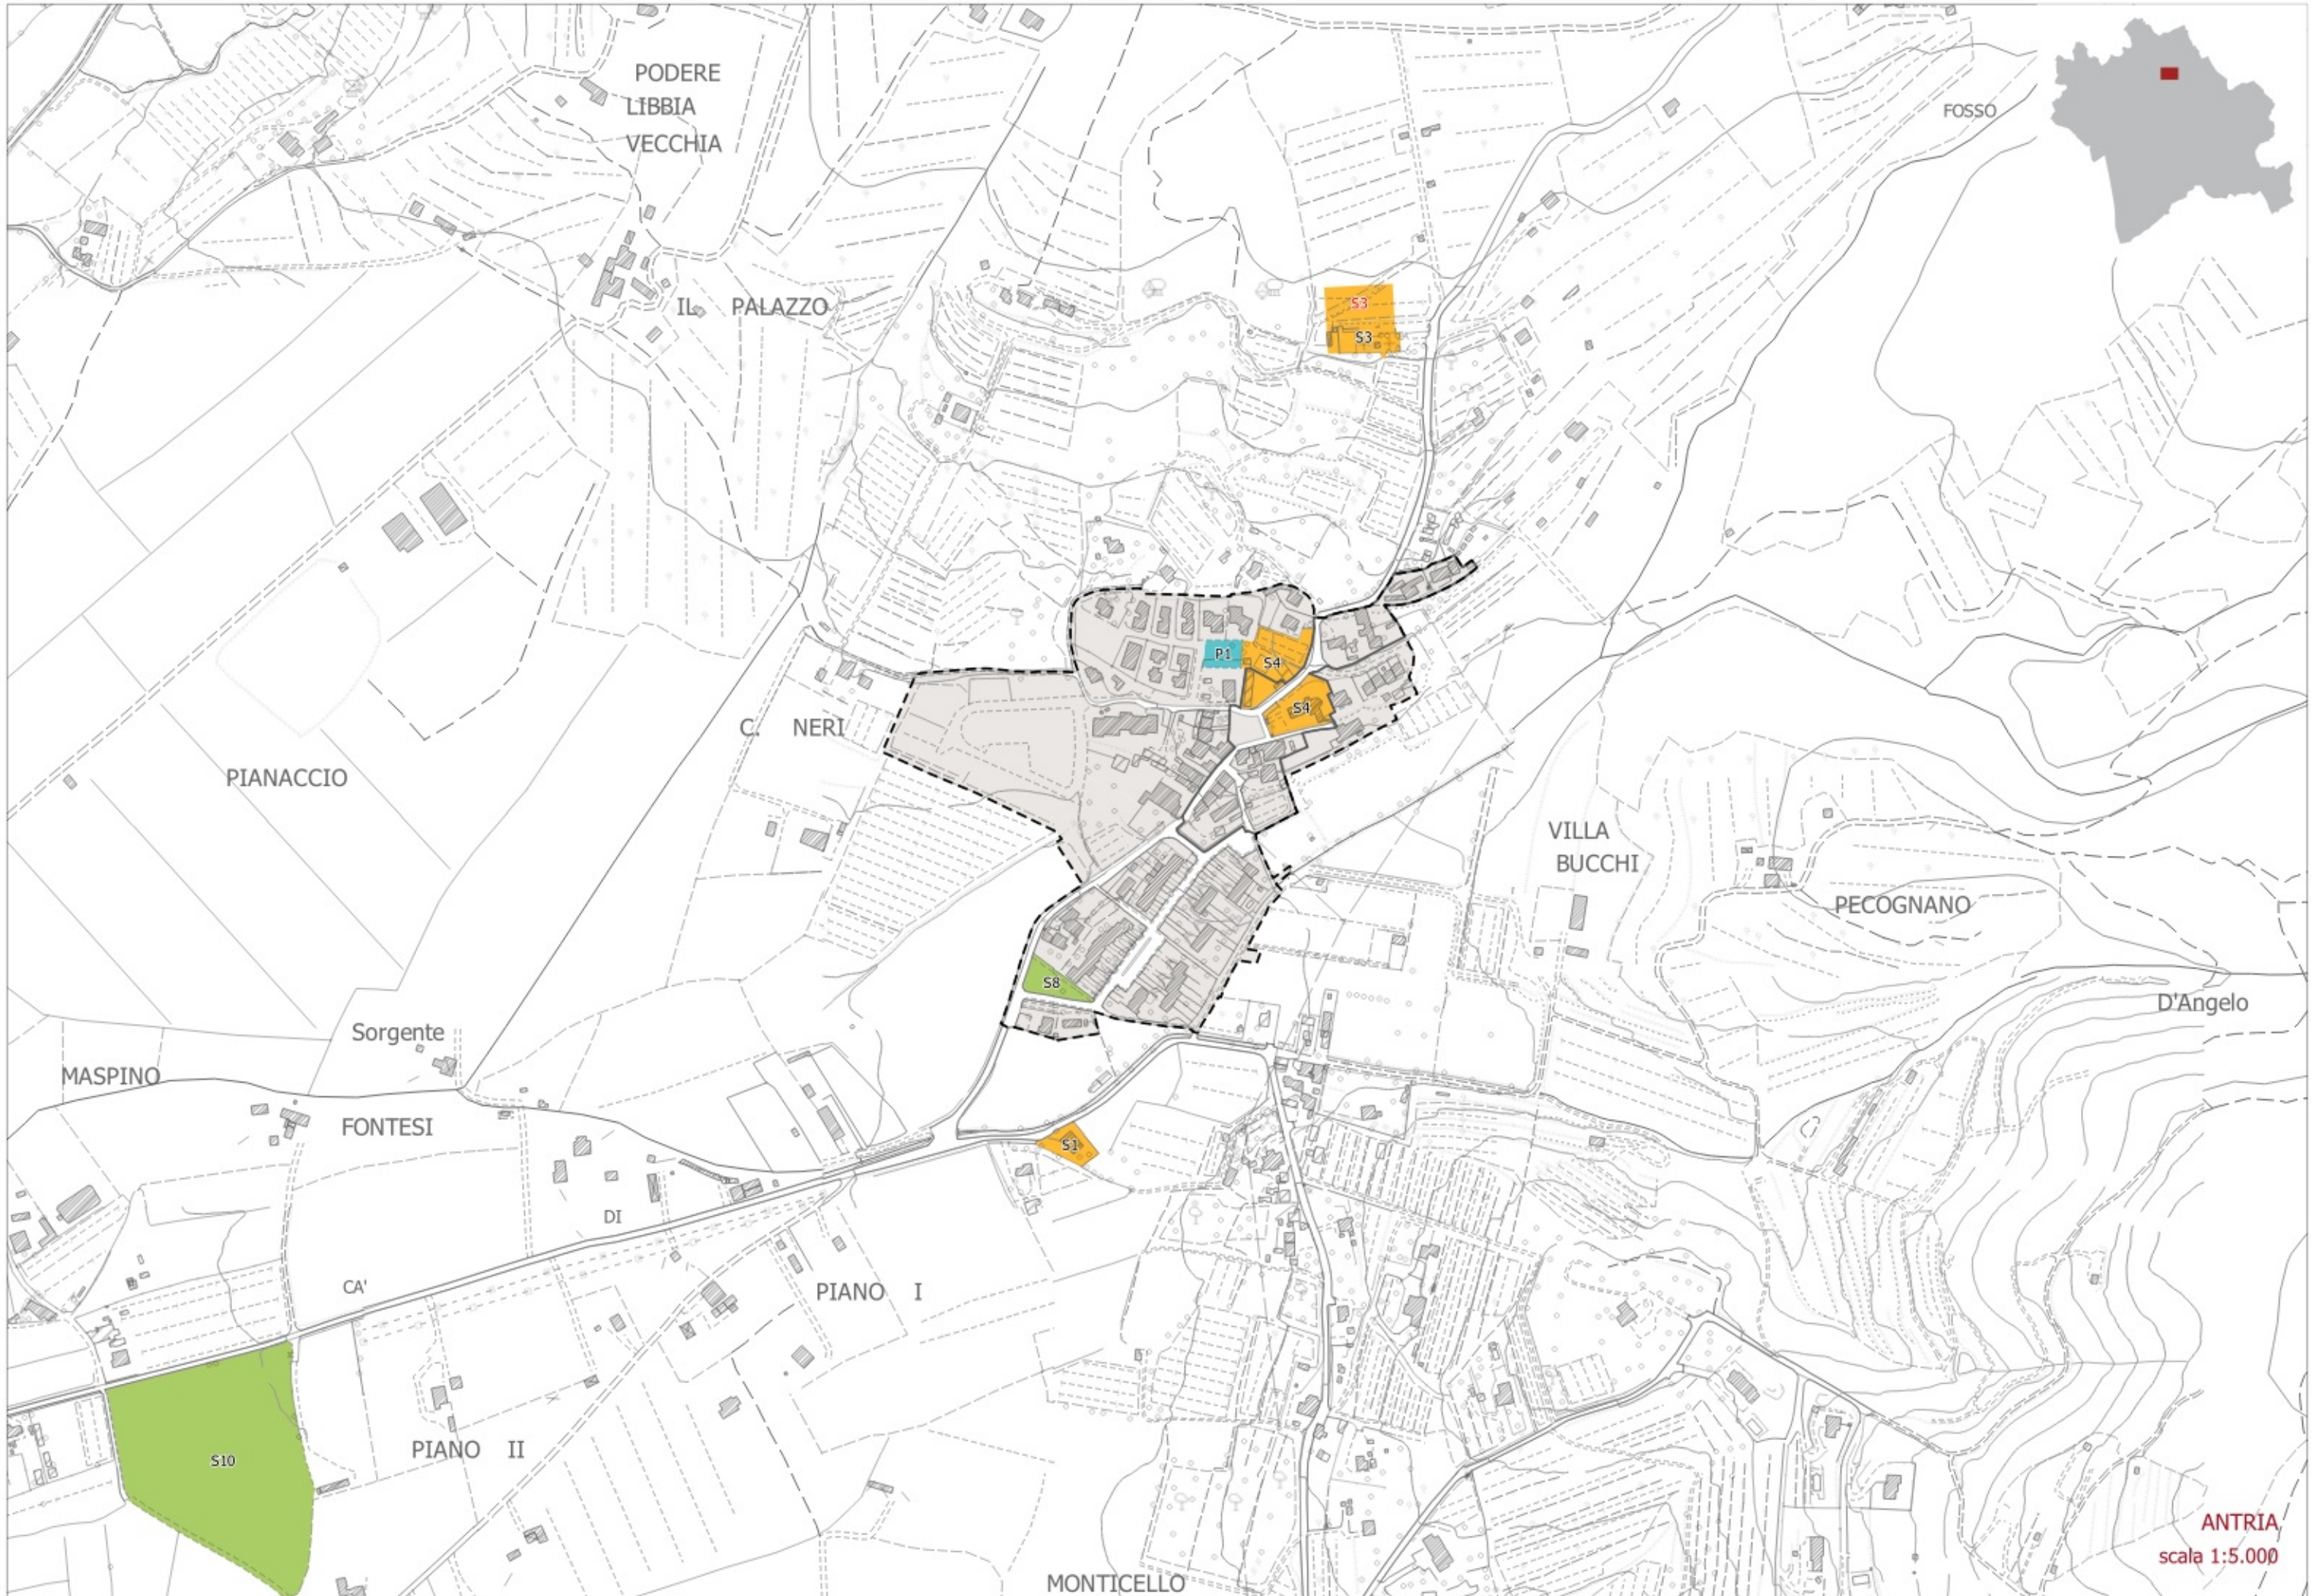 PODERE
LIBBIA
VECCHIA
FOSSO
IL PALAZZO
S3
S3
P1
S4
S4
C. NERI
PIANACCIO
VILLA
BUCCHI
PECOGNANO
S8
D'Angelo
Sorgente
MASPINO
FONTESI
S1
DI
CA'
PIANO I
PIANO II
S10
ANTRIA
scala 1:5.000
MONTICELLO